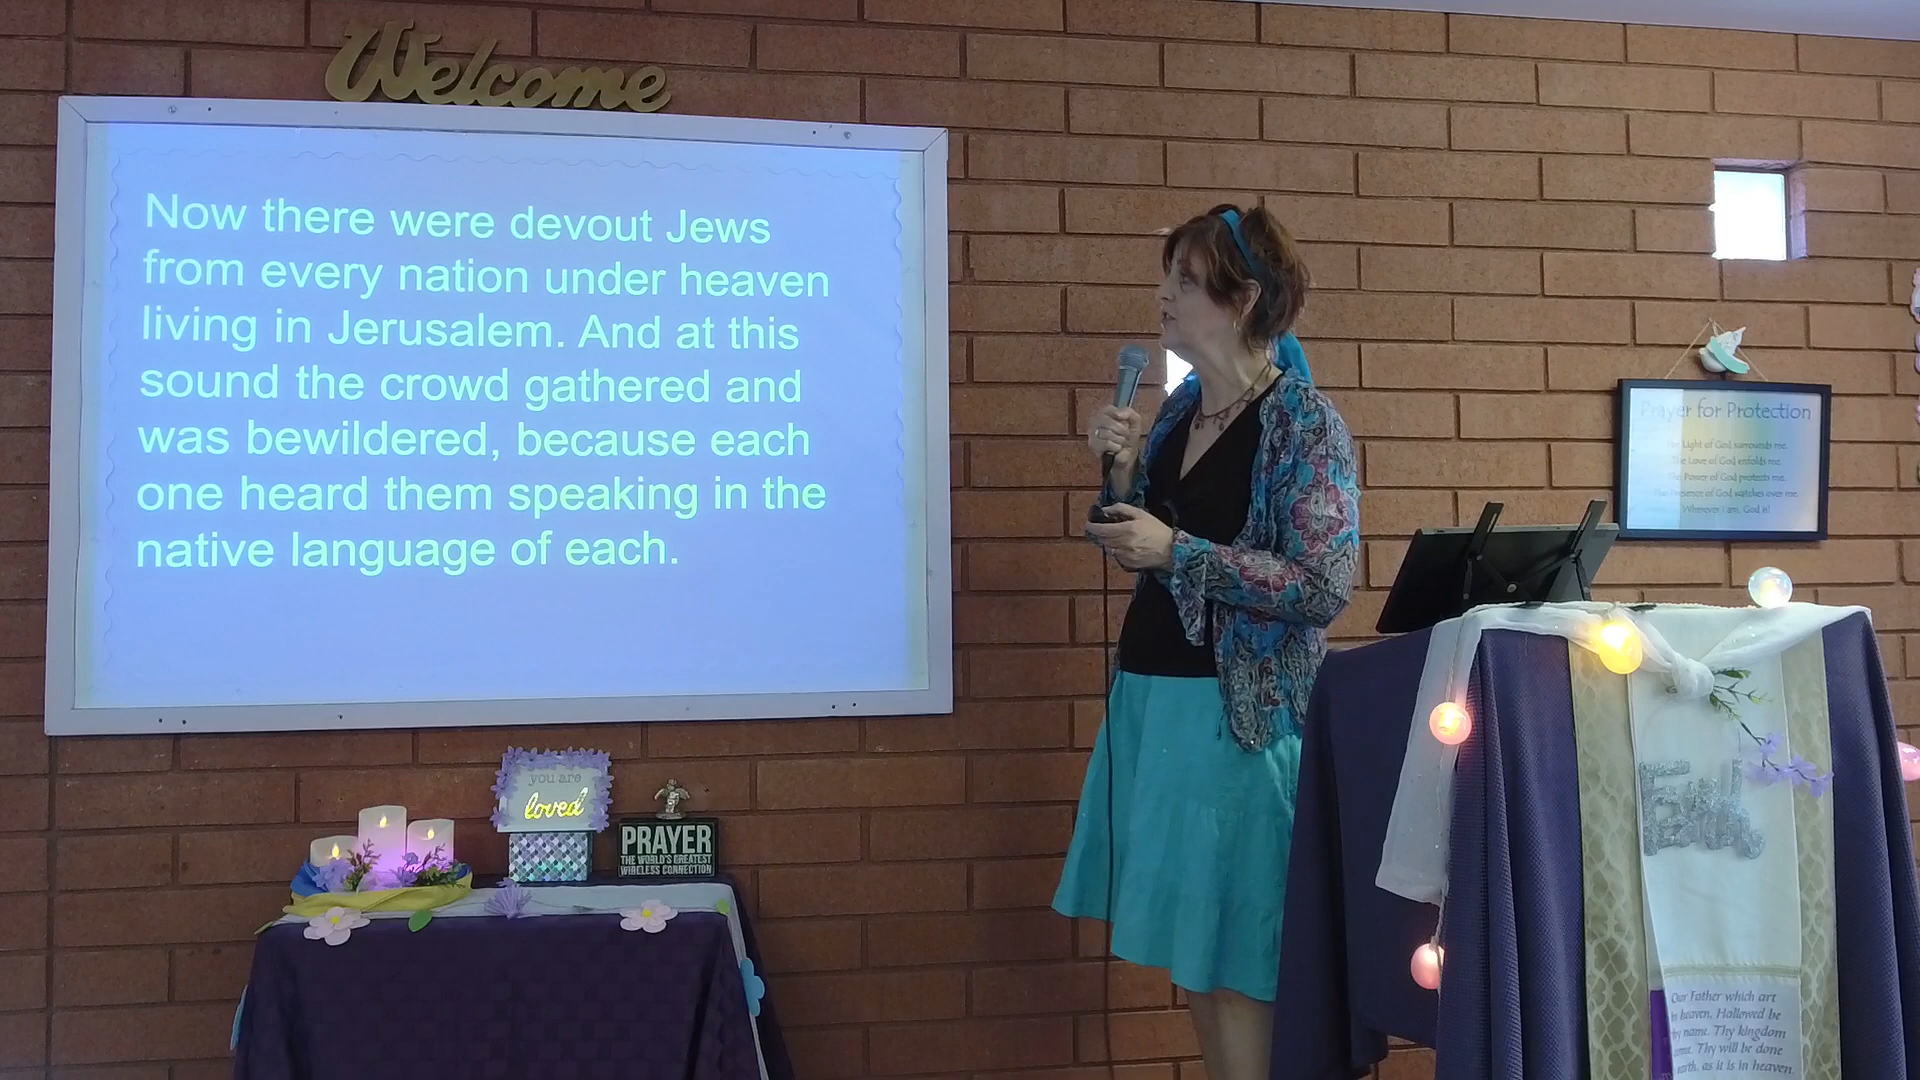 Welcome
Now there were devout Jews
from every nation under heaven
living in Jerusalem. And at this
sound the crowd gathered and
was bewildered, because each
one heard them speaking in the
native language of each.
you are
loved
PRAYER
THE WORLD'S GREATEST
WIRELESS CONNECTION
Prayer for Protection
The Light of God surrounds me.
The Love of God enfolds me.
The Power of God protects me.
The Presence of God watches over me.
Wherever I am, God is!
Faith
Our Father which art
in heaven, Hallowed be
thy name. Thy kingdom
come. Thy will be done
earth, as it is in heaven.